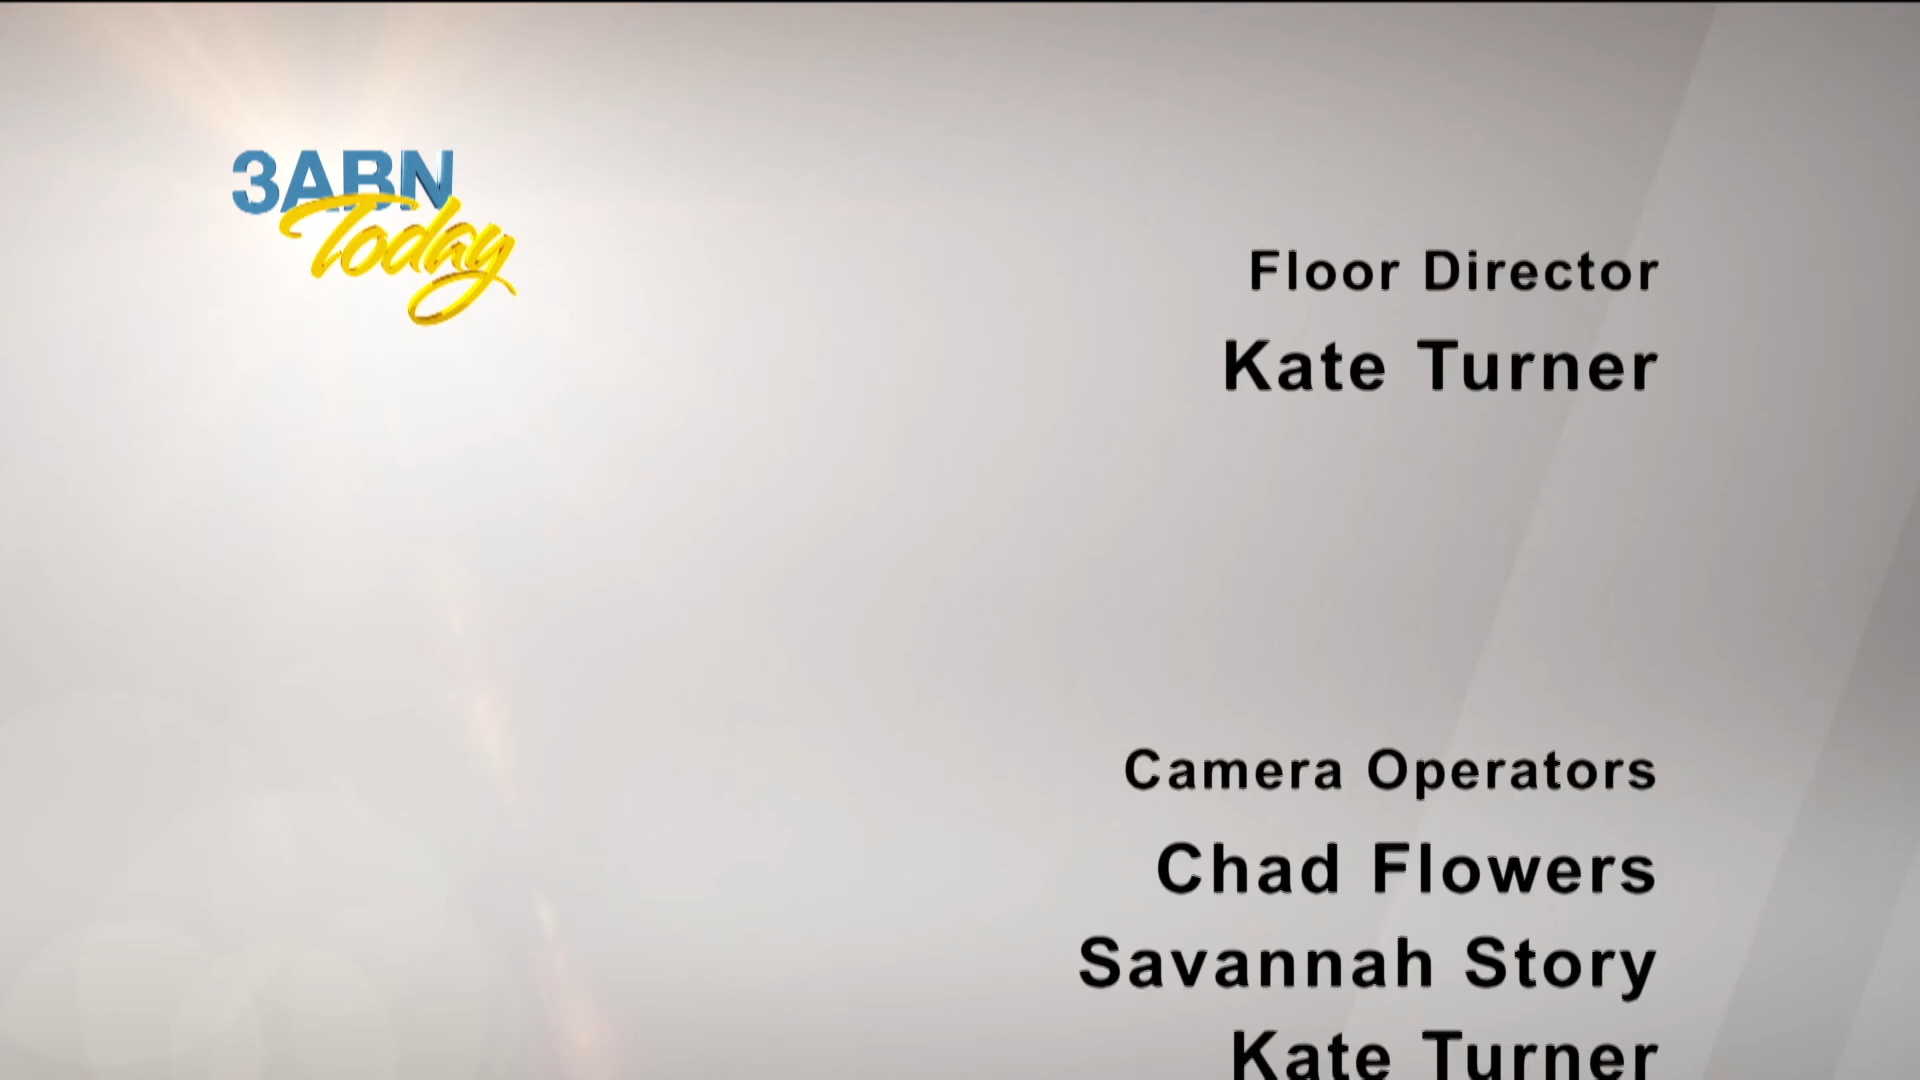 3ABN
Today
Floor Director
Kate Turner
Camera Operators
Chad Flowers
Savannah Story
Kate Turner